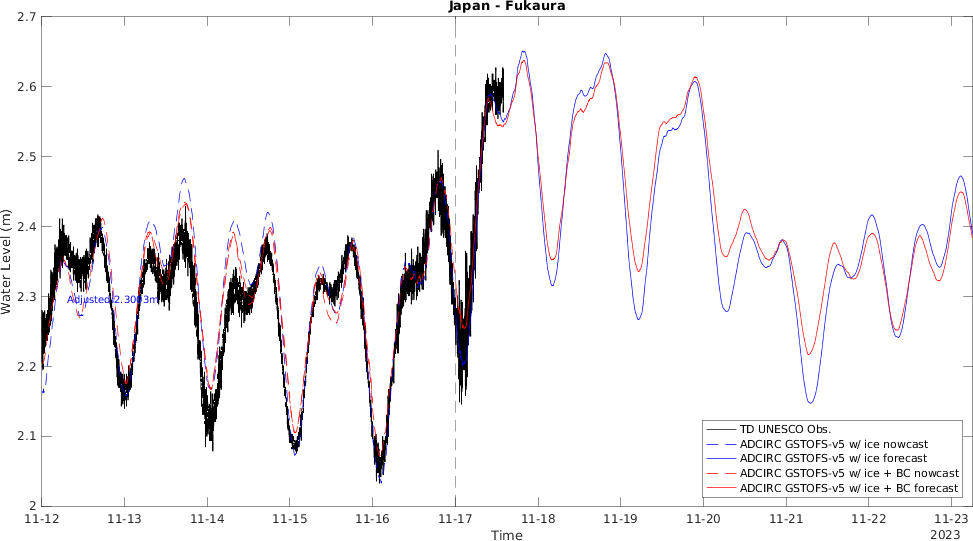 Japan - Fukaura
2.7
2.6
2.5
2.4
2.3
2.2
2.1
2
Water Level (m)
Adjusted 2.3003m
TD UNESCO Obs.
ADCIRC GSTOFS-v5 w/ ice nowcast
ADCIRC GSTOFS-v5 w/ ice forecast
ADCIRC GSTOFS-v5 w/ ice + BC nowcast
ADCIRC GSTOFS-v5 w/ ice + BC forecast
11-12 11-13 11-14 11-15 11-16 11-17 11-18 11-19 11-20 11-21 11-22 11-23
Time
2023